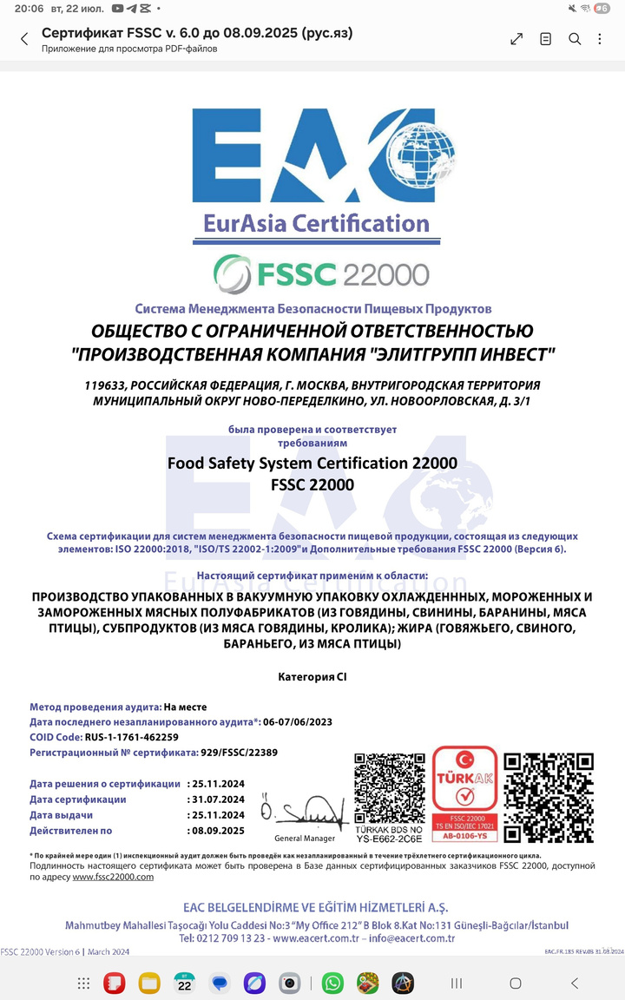 20:06 вт, 22 июл.
6
Сертификат FSSC v. 6.0 до 08.09.2025 (рус.яз)
Приложение для просмотра PDF-файлов
EAC
EurAsia Certification
FSSC 22000
Система Менеджмента Безопасности Пищевых Продуктов
ОБЩЕСТВО С ОГРАНИЧЕННОЙ ОТВЕТСТВЕННОСТЬЮ
"ПРОИЗВОДСТВЕННАЯ КОМПАНИЯ "ЭЛИТГРУПП ИНВЕСТ"
119633, РОССИЙСКАЯ ФЕДЕРАЦИЯ, Г. МОСКВА, ВНУТРИГОРОДСКАЯ ТЕРРИТОРИЯ
МУНИЦИПАЛЬНЫЙ ОКРУГ НОВО-ПЕРЕДЕЛКИНО, УЛ. НОВООРЛОВСКАЯ, Д. 3/1
была проверена и соответствует
требованиям
Food Safety System Certification 22000
FSSC 22000
EAC
Схема сертификации для систем менеджмента безопасности пищевой продукции, состоящая из следующих
элементов: ISO 22000:2018, "ISO/TS 22002-1:2009"и Дополнительные требования FSSC 22000 (Версия 6).
EurAsia Certification
Настоящий сертификат применим к области:
ПРОИЗВОДСТВО УПАКОВАННЫХ В ВАКУУМНУЮ УПАКОВКУ ОХЛАЖДЕНННЫХ, МОРОЖЕННЫХ И
ЗАМОРОЖЕННЫХ МЯСНЫХ ПОЛУФАБРИКАТОВ (ИЗ ГОВЯДИНЫ, СВИНИНЫ, БАРАНИНЫ, МЯСА
ПТИЦЫ), СУБПРОДУКТОВ (ИЗ МЯСА ГОВЯДИНЫ, КРОЛИКА); ЖИРА (ГОВЯЖЬЕГО, СВИНОГО,
БАРАНЬЕГО, ИЗ МЯСА ПТИЦЫ)
Категория CI
Метод проведения аудита: На месте
Дата последнего незапланированного аудита*: 06-07/06/2023
COID Code: RUS-1-1761-462259
Регистрационный № сертификата: 929/FSSC/22389
Дата решения о сертификации : 25.11.2024
Дата сертификации : 31.07.2024
Дата выдачи : 25.11.2024
Действителен по : 08.09.2025
General Manager
TÜRKAK BDS NO
YS-E662-2C6E
TÜRKAK
FSSC 22000
TS EN ISO/IEC 17021
AB-0106-YS
* По крайней мере один (1) инспекционный аудит должен быть проведён как незапланированный в течение трёхлетнего сертификационного цикла.
Подлинность настоящего сертификата может быть проверена в Базе данных сертифицированных заказчиков FSSC 22000, доступной
по адресу www.fssc22000.com
EAC BELGELENDİRME VE EĞİTİM HİZMETLERİ A.Ş.
Mahmutbey Mahallesi Taşocağı Yolu Caddesi No:3 “My Office 212” B Blok 8.Kat No:131 Güneşli-Bağcılar/İstanbul
Tel: 0212 709 13 23 - www.eacert.com.tr – info@eacert.com.tr
FSSC 22000 Version 6 | March 2024
EAC.FR.185 REV.03 31.03.2024
ВТ
22